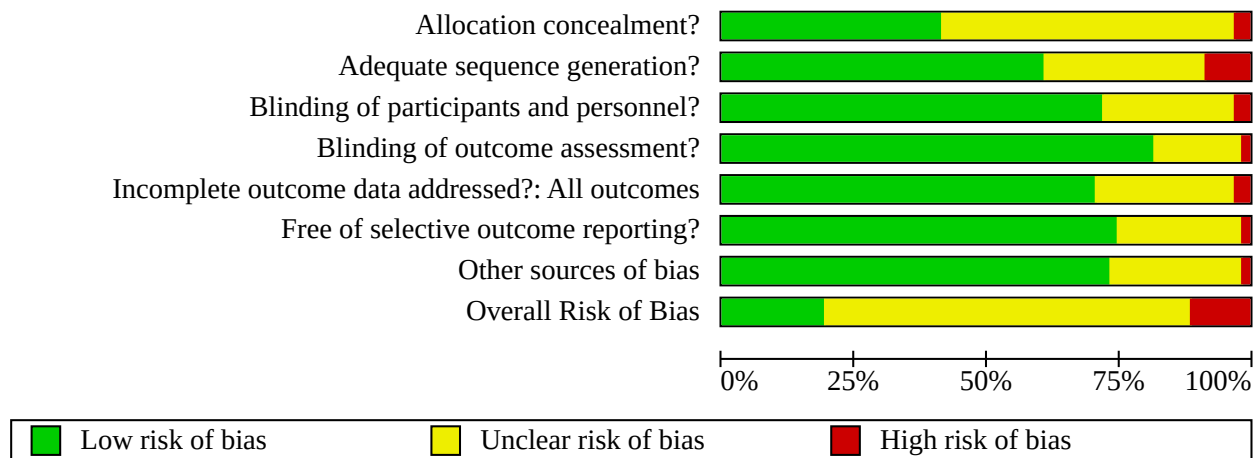 Allocation concealment?
Adequate sequence generation?
Blinding of participants and personnel?
Blinding of outcome assessment?
Incomplete outcome data addressed?: All outcomes
Free of selective outcome reporting?
Other sources of bias
Overall Risk of Bias
0% 25% 50% 75% 100%
Low risk of bias Unclear risk of bias High risk of bias